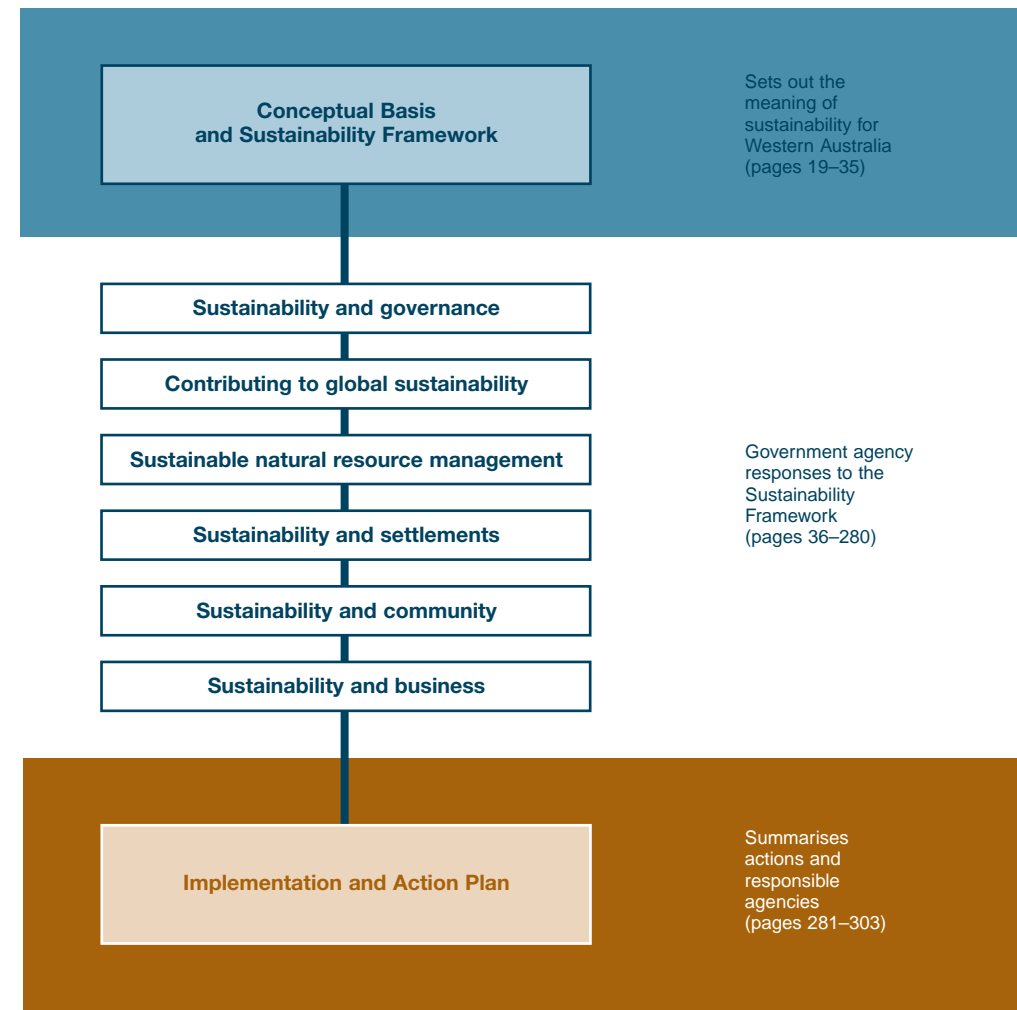 Conceptual Basis
and Sustainability Framework
Sets out the
meaning of
sustainability for
Western Australia
(pages 19–35)
Sustainability and governance
Contributing to global sustainability
Sustainable natural resource management
Sustainability and settlements
Sustainability and community
Sustainability and business
Government agency
responses to the
Sustainability
Framework
(pages 36–280)
Implementation and Action Plan
Summarises
actions and
responsible
agencies
(pages 281–303)